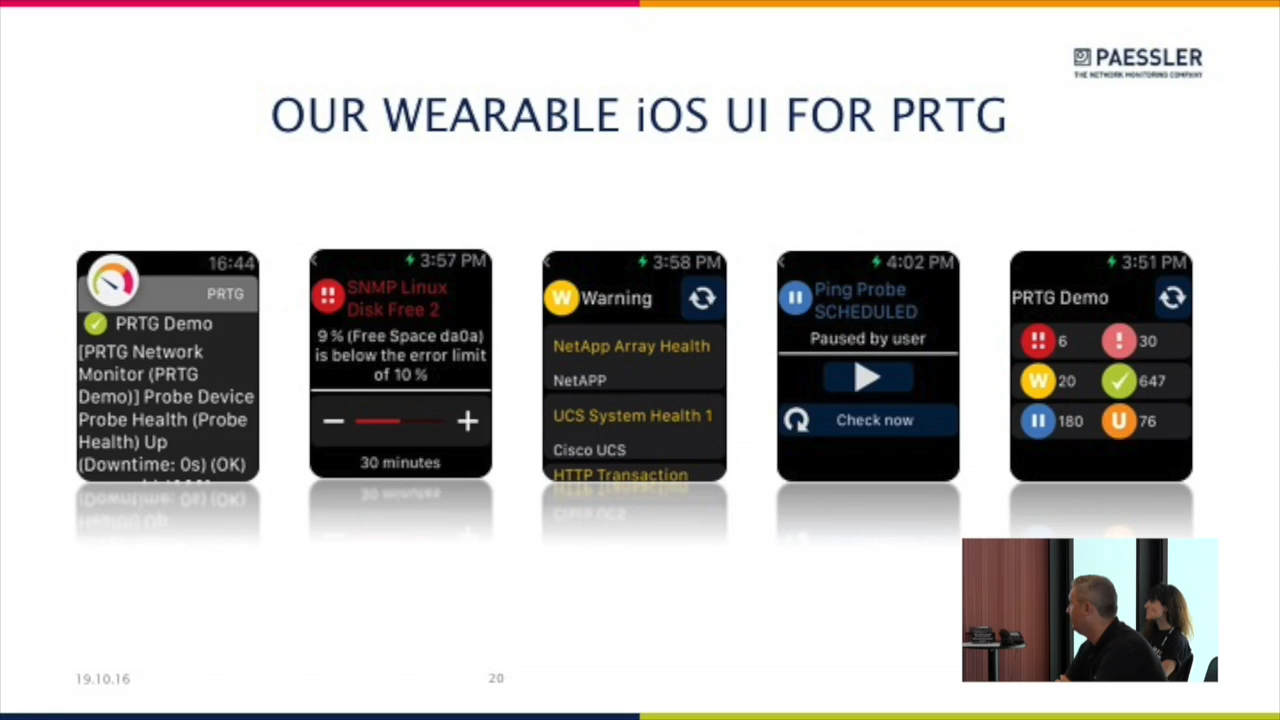 PAESSLER
THE NETWORK MONITORING COMPANY
OUR WEARABLE iOS UI FOR PRTG
16:44
PRTG
PRTG Demo
[PRTG Network
Monitor (PRTG
Demo)] Probe Device
Probe Health (Probe
Health) Up
(Downtime: 0s) (OK)
3:57 PM
SNMP Linux
Disk Free 2
9 % (Free Space da0a)
is below the error limit
of 10 %
30 minutes
3:58 PM
W Warning
NetApp Array Health
NetAPP
UCS System Health 1
Cisco UCS
HTTP Transaction
4:02 PM
Ping Probe
SCHEDULED
Paused by user
Check now
3:51 PM
PRTG Demo
!! 6 ! 30
W 20 647
180 U 76
19.10.16
20